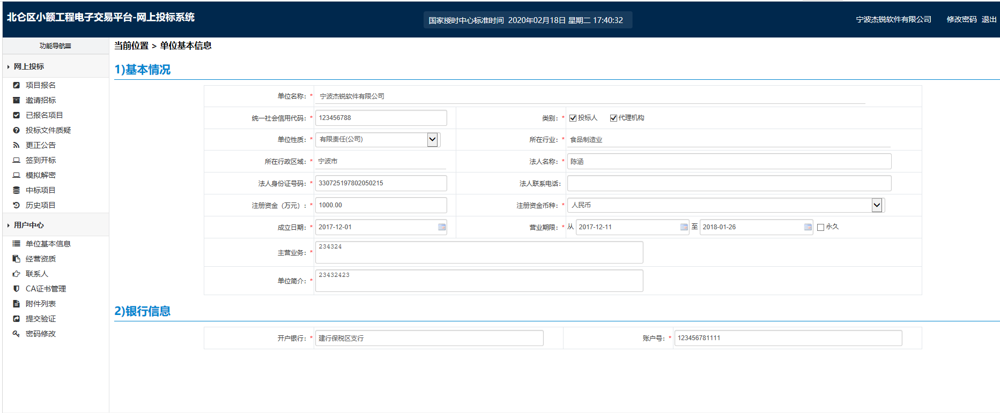 北仑区小额工程电子交易平台-网上投标系统
国家授时中心标准时间 2020年02月18日 星期二 17:40:32
宁波杰锐软件有限公司 修改密码 退出
功能导航
当前位置 > 单位基本信息
网上投标
项目报名
邀请招标
已报名项目
投标文件质疑
更正公告
签到开标
模拟解密
中标项目
历史项目
用户中心
单位基本信息
经营资质
联系人
CA证书管理
附件列表
提交验证
密码修改
1)基本情况
单位名称：* 宁波杰锐软件有限公司
统一社会信用代码：* 123456788 类别：* 投标人 代理机构
单位性质：* 有限责任(公司) 所在行业：* 食品制造业
所在行政区域：* 宁波市 法人名称：* 陈涵
法人身份证号码：* 330725197802050215 法人联系电话：
注册资金（万元）：* 1000.00 注册资金币种：* 人民币
成立日期：* 2017-12-01 营业期限：* 从 2017-12-11 至 2018-01-26 永久
主营业务：* 234324
单位简介：* 23432423
2)银行信息
开户银行：* 建行保税区支行 账户号：* 123456781111